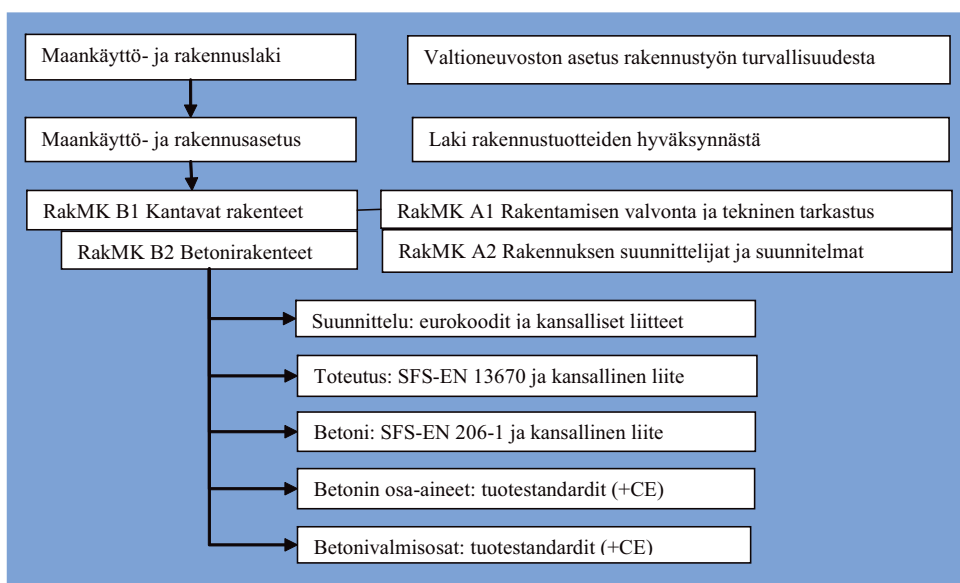 Maankäyttö- ja rakennuslaki
Valtioneuvoston asetus rakennustyön turvallisuudesta
Maankäyttö- ja rakennusasetus
Laki rakennustuotteiden hyväksynnästä
RakMK B1 Kantavat rakenteet
RakMK A1 Rakentamisen valvonta ja tekninen tarkastus
RakMK B2 Betonirakenteet
RakMK A2 Rakennuksen suunnittelijat ja suunnitelmat
Suunnittelu: eurokoodit ja kansalliset liitteet
Toteutus: SFS-EN 13670 ja kansallinen liite
Betoni: SFS-EN 206-1 ja kansallinen liite
Betonin osa-aineet: tuotestandardit (+CE)
Betonivalmisosat: tuotestandardit (+CE)